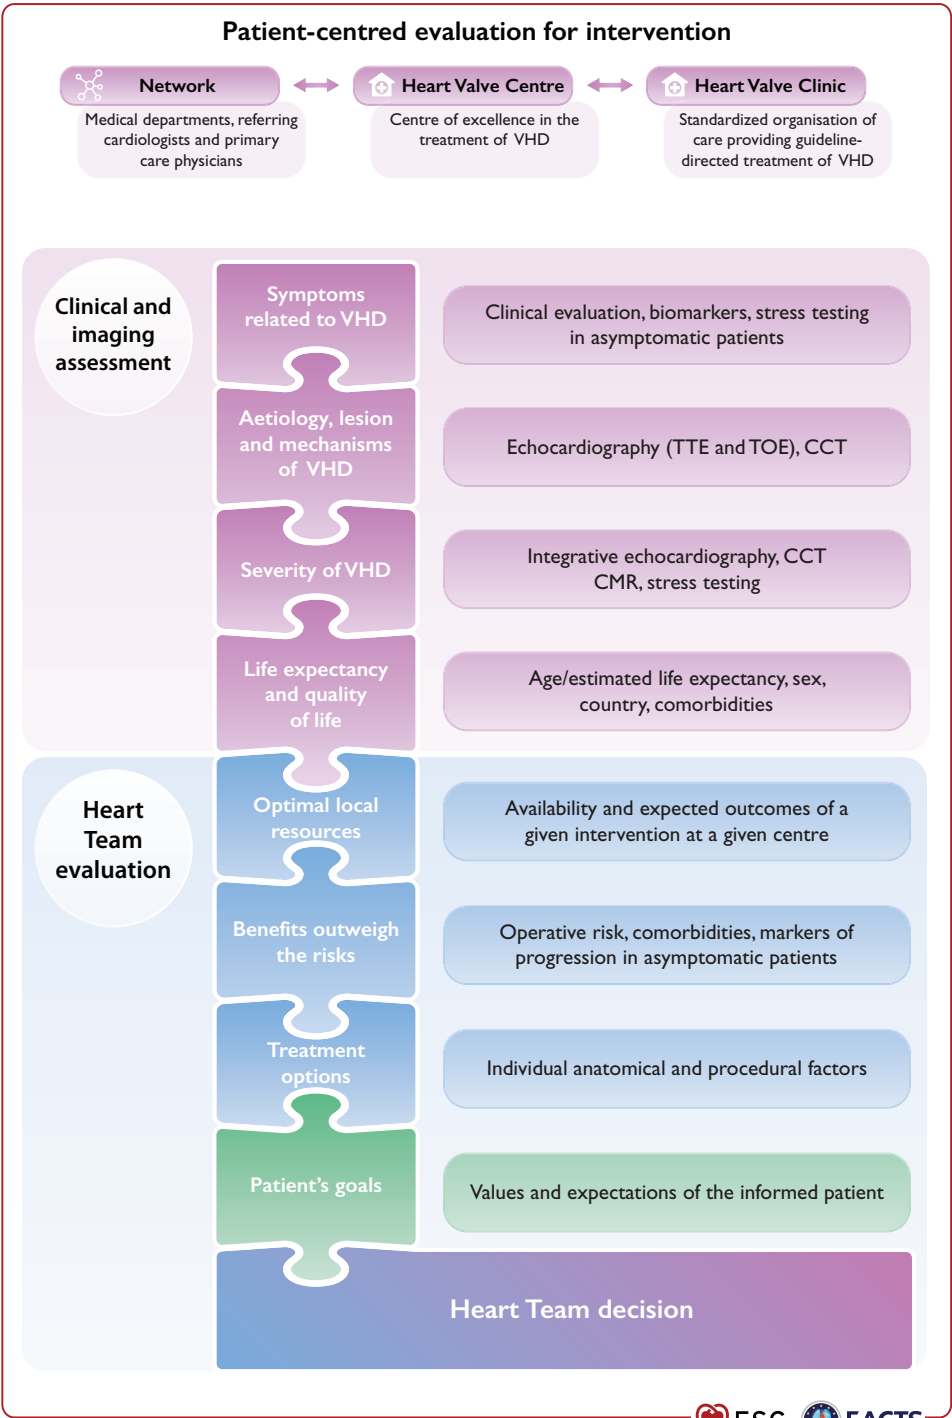 Patient-centred evaluation for intervention
Network
Heart Valve Centre
Heart Valve Clinic
Medical departments, referring
cardiologists and primary
care physicians
Centre of excellence in the
treatment of VHD
Standardized organisation of
care providing guideline-
directed treatment of VHD
Clinical and
imaging
assessment
Symptoms
related to VHD
Clinical evaluation, biomarkers, stress testing
in asymptomatic patients
Aetiology, lesion
and mechanisms
of VHD
Echocardiography (TTE and TOE), CCT
Severity of VHD
Integrative echocardiography, CCT
CMR, stress testing
Life expectancy
and quality
of life
Age/estimated life expectancy, sex,
country, comorbidities
Heart
Team
evaluation
Optimal local
resources
Availability and expected outcomes of a
given intervention at a given centre
Benefits outweigh
the risks
Operative risk, comorbidities, markers of
progression in asymptomatic patients
Treatment
options
Individual anatomical and procedural factors
Patient's goals
Values and expectations of the informed patient
Heart Team decision
ESC
EACTS